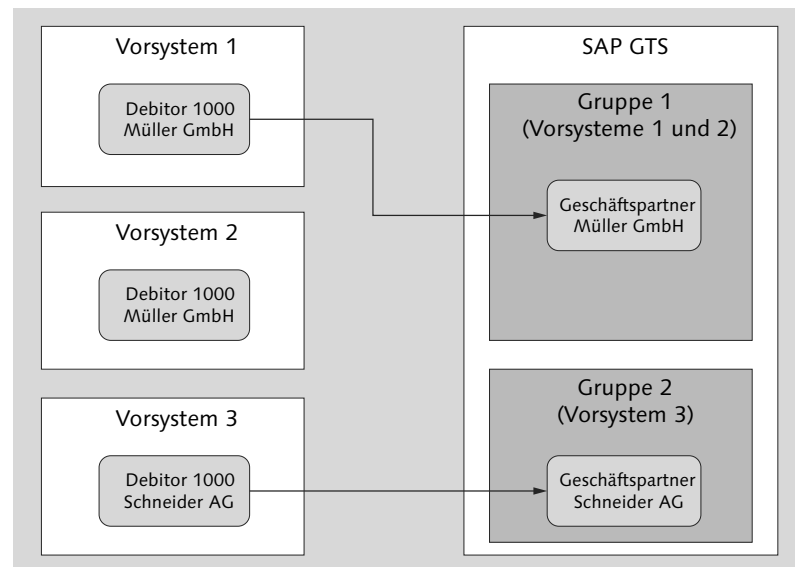 Vorsystem 1
Debitor 1000
Müller GmbH
Vorsystem 2
Debitor 1000
Müller GmbH
Vorsystem 3
Debitor 1000
Schneider AG
SAP GTS
Gruppe 1
(Vorsysteme 1 und 2)
Geschäftspartner
Müller GmbH
Gruppe 2
(Vorsystem 3)
Geschäftspartner
Schneider AG